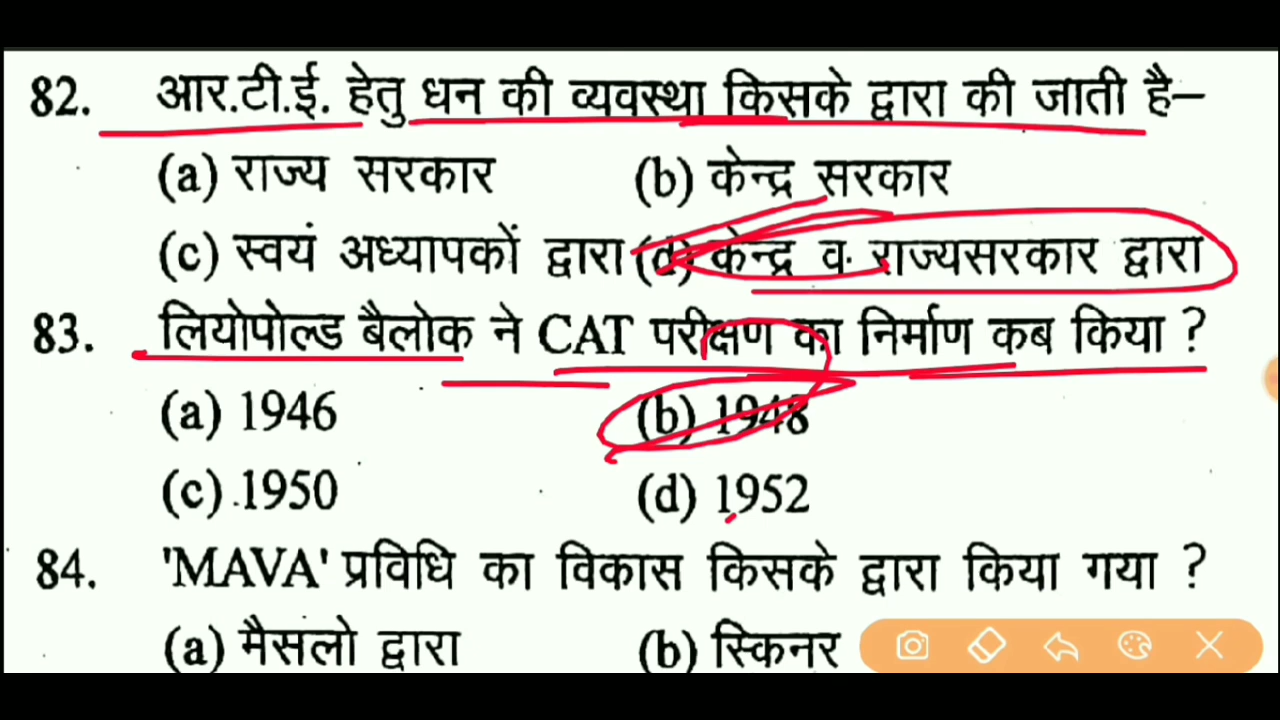 82. आर.टी.ई. हेतु धन की व्यवस्था किसके द्वारा की जाती है–
(a) राज्य सरकार (b) केन्द्र सरकार
(c) स्वयं अध्यापकों द्वारा (d) केन्द्र व राज्यसरकार द्वारा
83. लियोपोल्ड बैलोक ने CAT परीक्षण का निर्माण कब किया ?
(a) 1946 (b) 1948
(c) 1950 (d) 1952
84. 'MAVA' प्रविधि का विकास किसके द्वारा किया गया ?
(a) मैसलो द्वारा (b) स्किनर